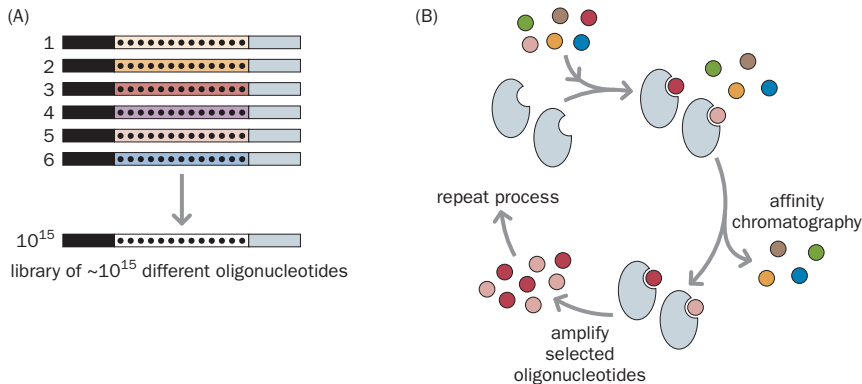 (A)
1
2
3
4
5
6
10¹⁵
library of ~10¹⁵ different oligonucleotides
(B)
repeat process
affinity
chromatography
amplify
selected
oligonucleotides